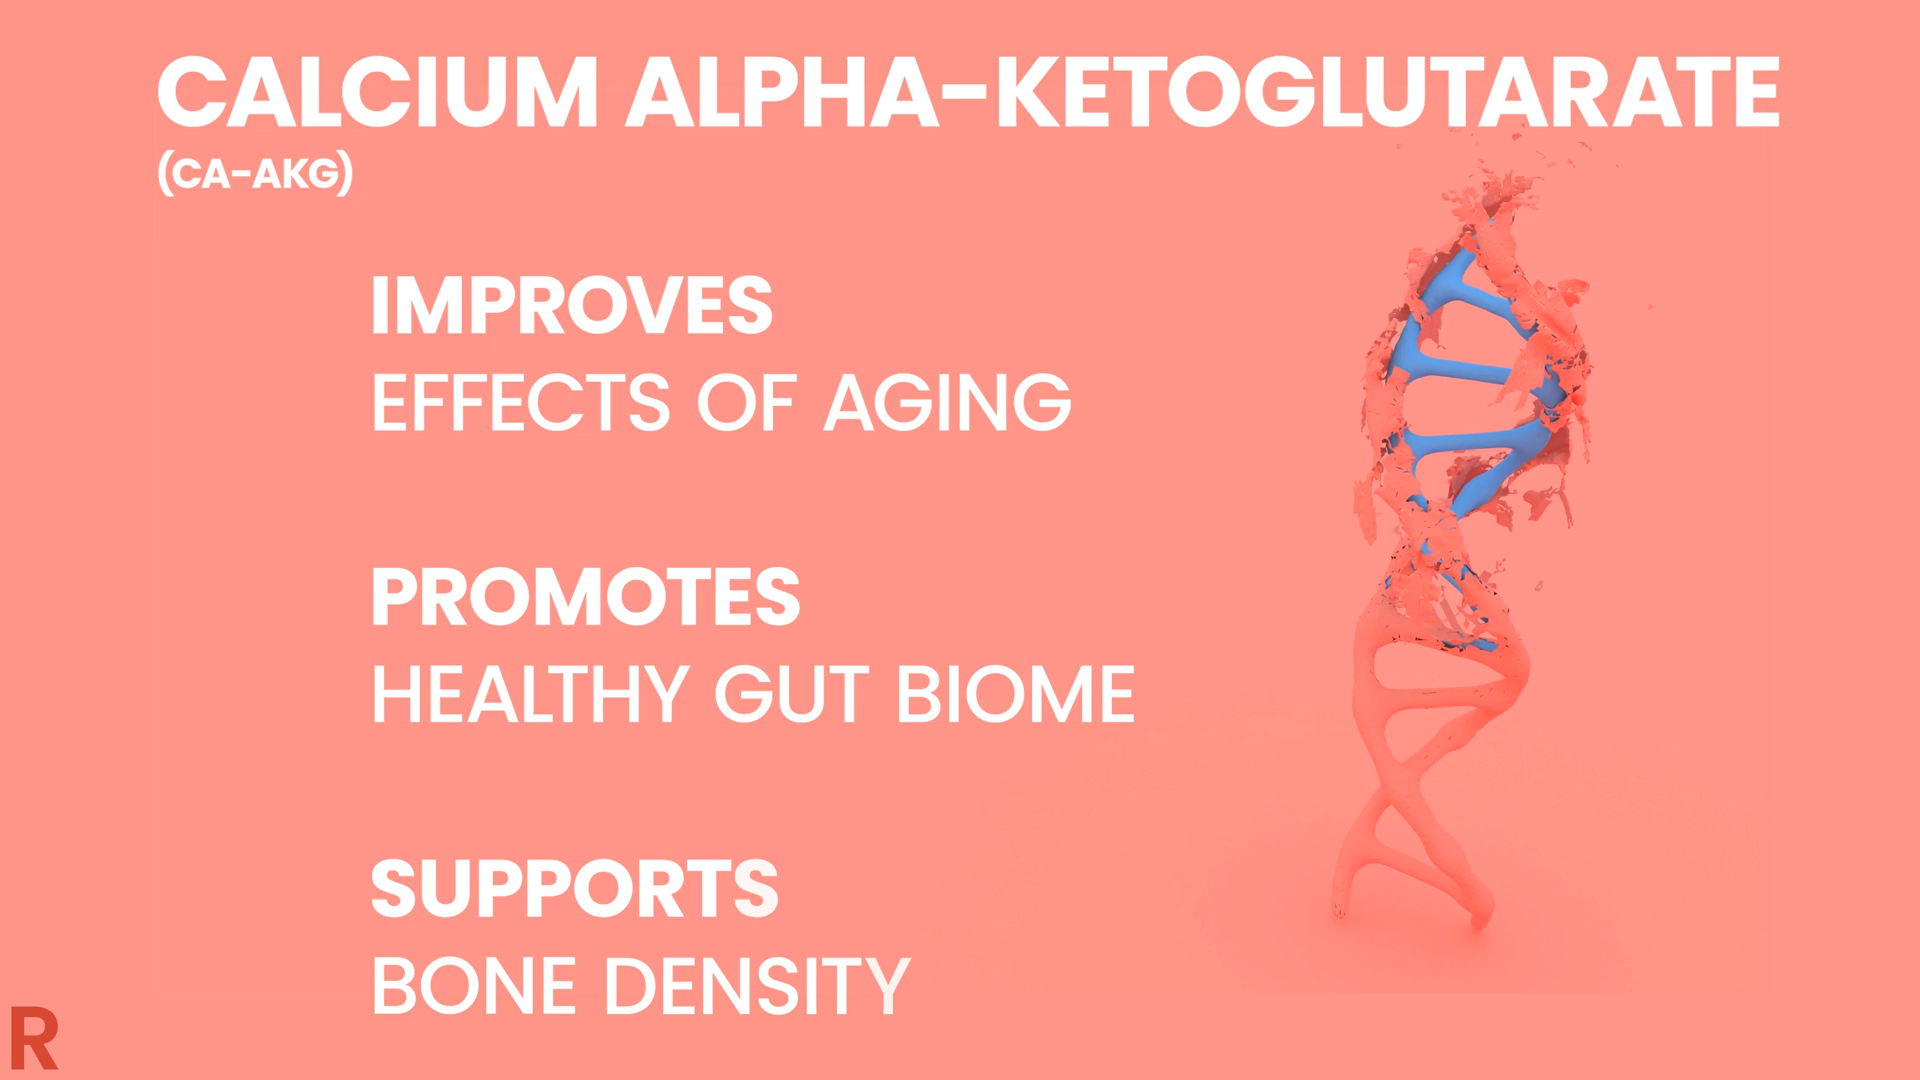 CALCIUM ALPHA-KETOGLUTARATE
(CA-AKG)
IMPROVES
EFFECTS OF AGING
PROMOTES
HEALTHY GUT BIOME
SUPPORTS
BONE DENSITY
R